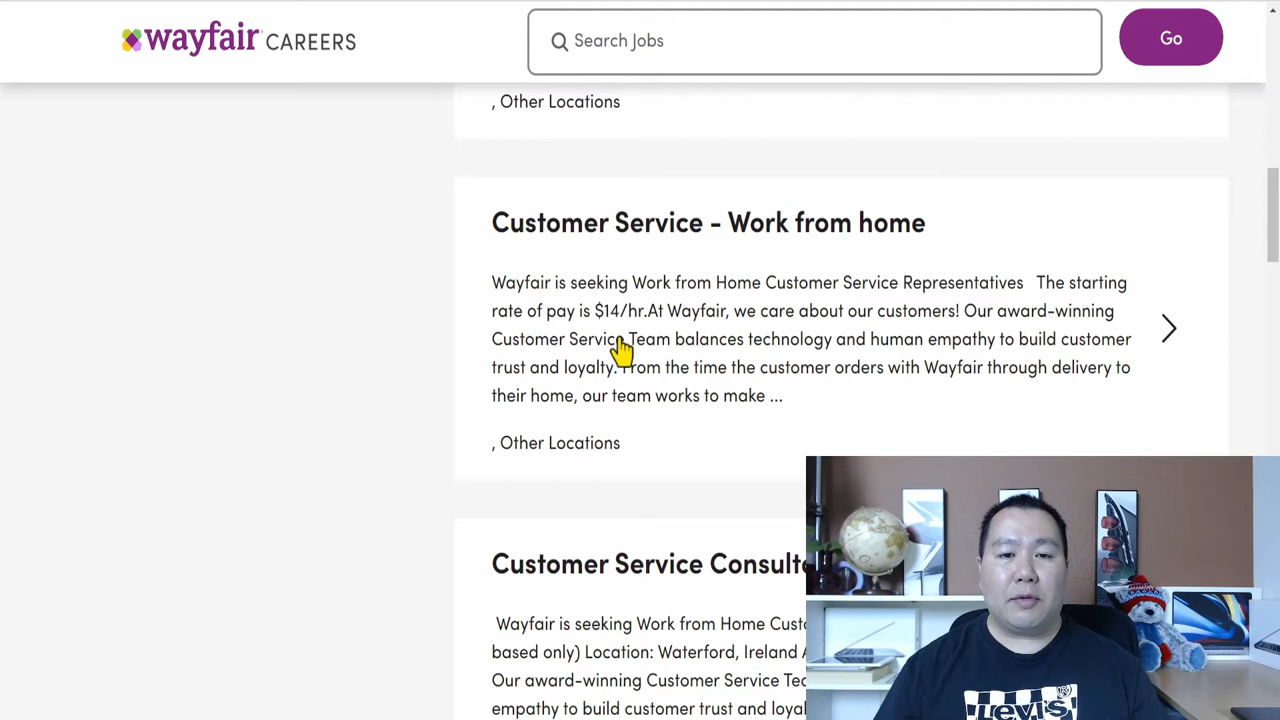 wayfair CAREERS
Search Jobs
Go
, Other Locations
Customer Service - Work from home
Wayfair is seeking Work from Home Customer Service Representatives The starting
rate of pay is $14/hr.At Wayfair, we care about our customers! Our award-winning
Customer Service Team balances technology and human empathy to build customer
trust and loyalty. From the time the customer orders with Wayfair through delivery to
their home, our team works to make ...
, Other Locations
Customer Service
Wayfair is seeking Work from Home
based only) Location: Waterford, Ireland
Our award-winning Customer Service
empathy to build customer trust and
Levi's